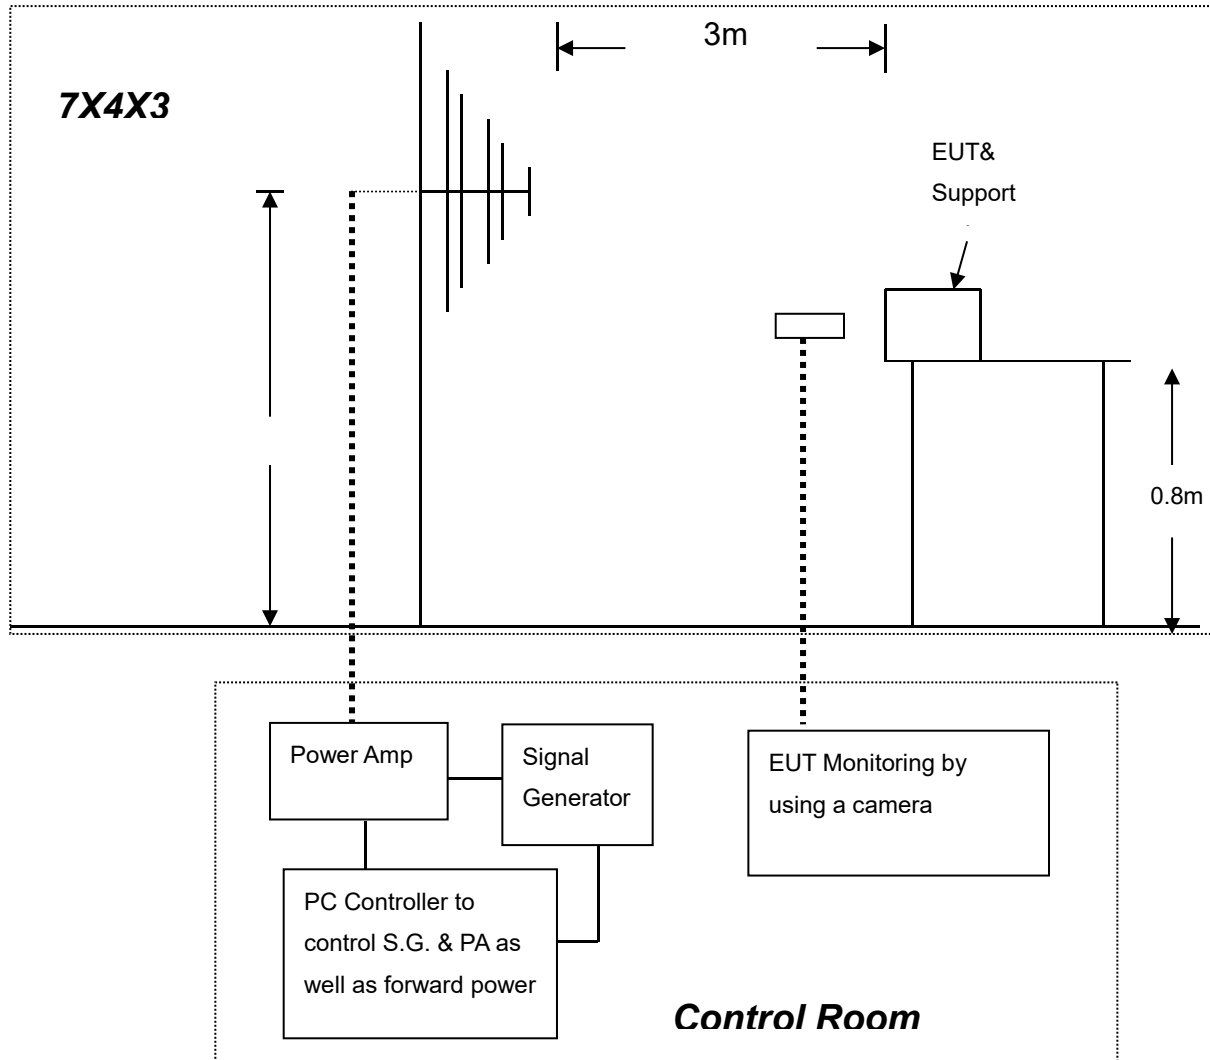 3m
7X4X3
EUT&
Support
0.8m
Power Amp
Signal
Generator
EUT Monitoring by
using a camera
PC Controller to
control S.G. & PA as
well as forward power
Control Room